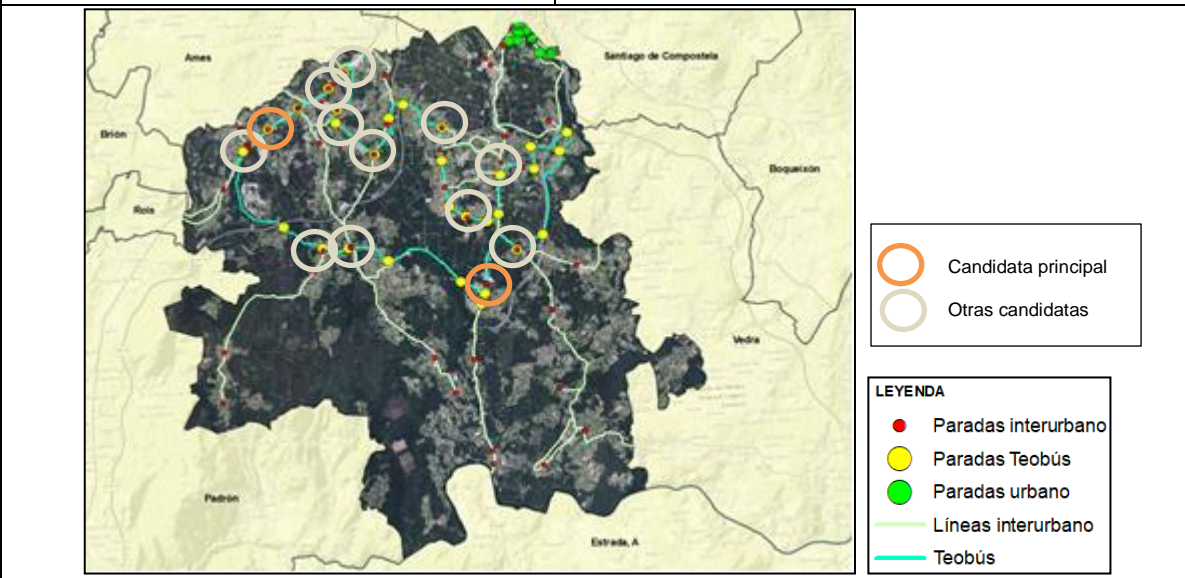 Ames
Santiago de Compostela
Brión
Boqueixón
Rois
Vedra
Padrón
Estrada, A
Candidata principal
Otras candidatas
LEYENDA
Paradas interurbano
Paradas Teobús
Paradas urbano
Líneas interurbano
Teobús